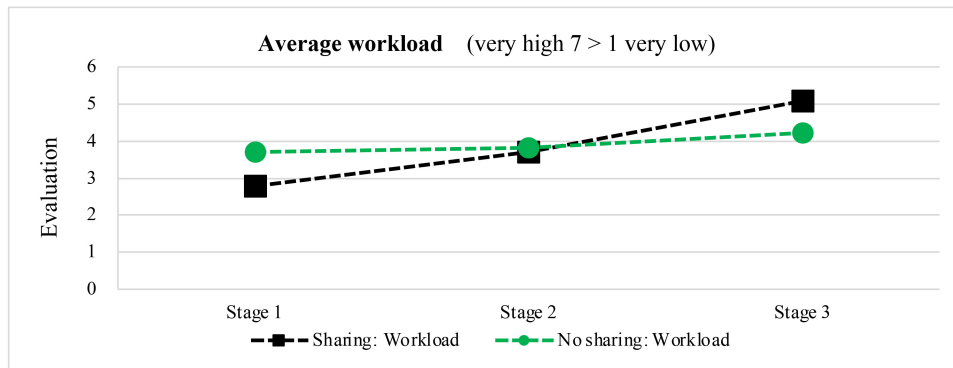 Average workload (very high 7 > 1 very low)
6
5
4
3
2
1
0
Evaluation
Stage 1 Stage 2 Stage 3
Sharing: Workload No sharing: Workload